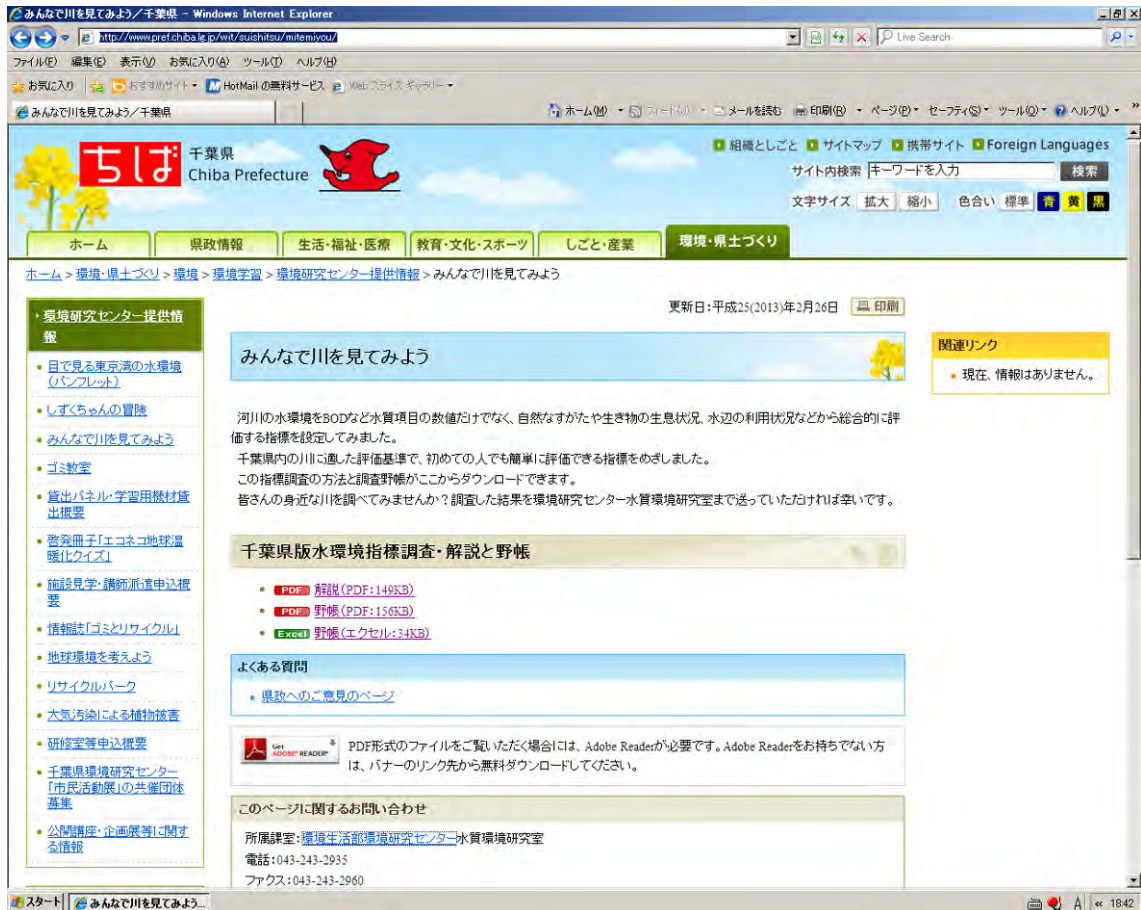 みんなで川を見てみよう／千葉県 - Windows Internet Explorer
http://www.pref.chiba.lg.jp/wit/suishitsu/mitemiyou/
Live Search
ファイル(F) 編集(E) 表示(V) お気に入り(A) ツール(T) ヘルプ(H)
お気に入り おすすめサイト HotMail の無料サービス Web スライス ギャラリー
みんなで川を見てみよう／千葉県
ホーム(M) メールを読む 印刷(R) ページ(P) セーフティ(S) ツール(O) ヘルプ(L) »
ちば 千葉県
Chiba Prefecture
組織としごと サイトマップ 携帯サイト Foreign Languages
サイト内検索 キーワードを入力 検索
文字サイズ 拡大 縮小 色合い 標準 青 黄 黒
ホーム 県政情報 生活・福祉・医療 教育・文化・スポーツ しごと・産業 環境・県土づくり
ホーム > 環境・県土づくり > 環境 > 環境学習 > 環境研究センター提供情報 > みんなで川を見てみよう
更新日:平成25(2013)年2月26日 印刷
環境研究センター提供情報
目で見る東京湾の水環境(パンフレット)
しずくちゃんの冒険
みんなで川を見てみよう
ゴミ教室
貸出パネル・学習用機材貸出概要
啓発冊子「エコネコ地球温暖化クイズ」
施設見学・講師派遣申込概要
情報誌「ゴミとリサイクル」
地球環境を考えよう
リサイクルパーク
大気汚染による植物被害
研修室等申込概要
千葉県環境研究センター「市民活動展」の共催団体募集
公開講座・企画展等に関する情報
みんなで川を見てみよう
河川の水環境をBODなど水質項目の数値だけでなく、自然なすがたや生き物の生息状況、水辺の利用状況などから総合的に評
価する指標を設定してみました。
千葉県内の川に適した評価基準で、初めての人でも簡単に評価できる指標をめざしました。
この指標調査の方法と調査野帳がここからダウンロードできます。
皆さんの身近な川を調べてみませんか？調査した結果を環境研究センター水質環境研究室まで送っていただければ幸いです。
千葉県版水環境指標調査・解説と野帳
PDF 解説(PDF:149KB)
PDF 野帳(PDF:156KB)
Excel 野帳(エクセル:34KB)
よくある質問
県政へのご意見のページ
Get ADOBE READER
PDF形式のファイルをご覧いただく場合には、Adobe Readerが必要です。Adobe Readerをお持ちでない方
は、バナーのリンク先から無料ダウンロードしてください。
このページに関するお問い合わせ
所属課室:環境生活部環境研究センター水質環境研究室
電話:043-243-2935
ファクス:043-243-2960
関連リンク
現在、情報はありません。
スタート みんなで川を見てみよう... A « 18:42